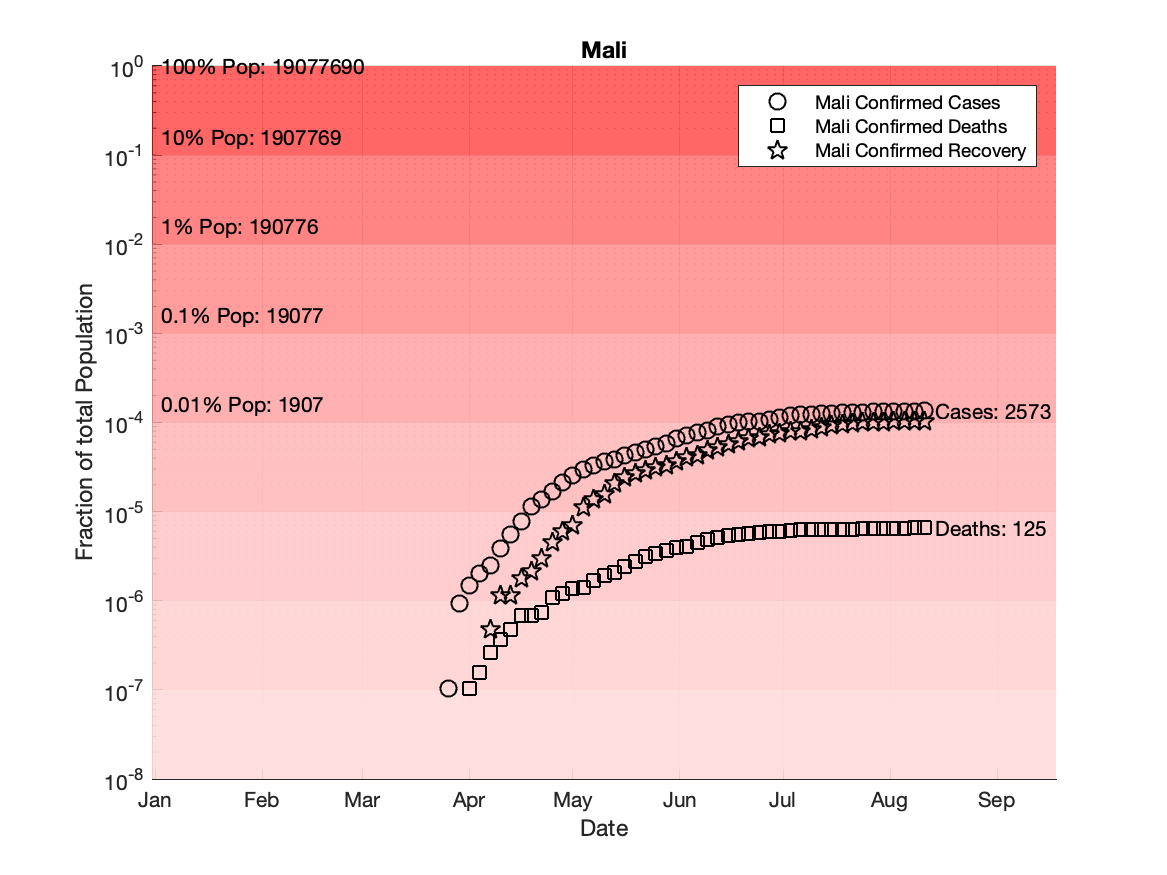 Mali
Mali Confirmed Cases
Mali Confirmed Deaths
Mali Confirmed Recovery
100% Pop: 19077690
10% Pop: 1907769
1% Pop: 190776
0.1% Pop: 19077
0.01% Pop: 1907
Cases: 2573
Deaths: 125
Fraction of total Population
10^0
10^-1
10^-2
10^-3
10^-4
10^-5
10^-6
10^-7
10^-8
Jan Feb Mar Apr May Jun Jul Aug Sep
Date